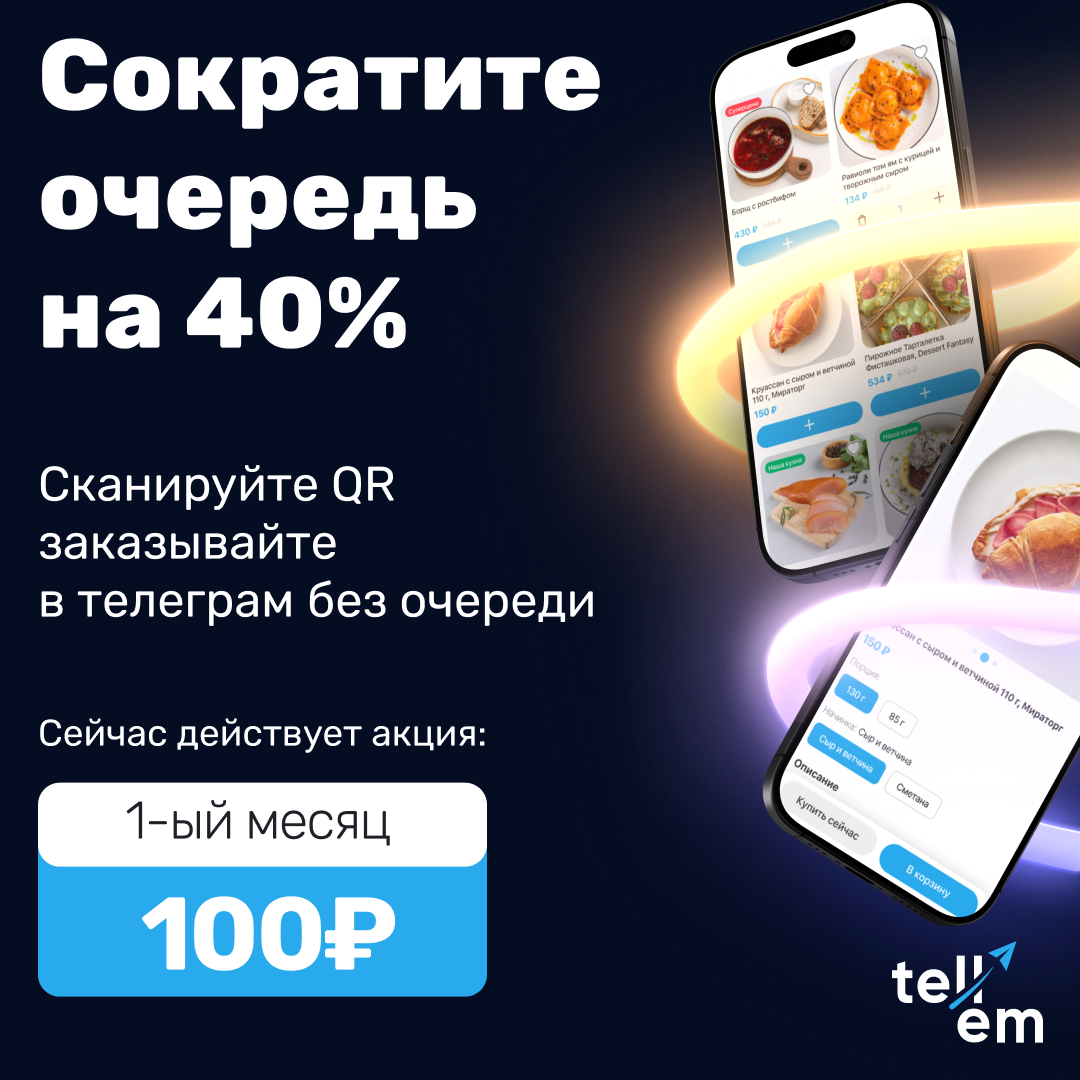 Сократите
очередь
на 40%
Сканируйте QR
заказывайте
в телеграм без очереди
Сейчас действует акция:
1-ый месяц
100₽
Суперцена
Борщ с ростбифом
430 ₽
Равиоли том ям с курицей и
творожным сыром
134 ₽
1
Круассан с сыром и ветчиной
110 г, Мираторг
150 ₽
Пирожное Тарталетка
Фисташковая, Dessert Fantasy
534 ₽ 670 ₽
Наша кухня
Наша кухня
ссан с сыром и ветчиной 110 г, Мираторг
150 ₽
Порция:
130 г
85 г
Начинка: Сыр и ветчина
Сыр и ветчина
Сметана
Описание
Купить сейчас
В корзину
tell
em